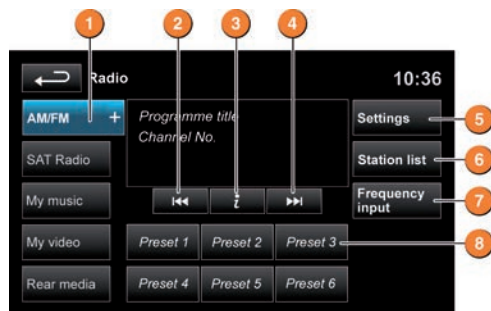 1
2
3
4
Radio
10:36
AM/FM +
Programme title
Channel No.
Settings
5
SAT Radio
Station list
6
My music
i
Frequency
input
7
My video
Preset 1
Preset 2
Preset 3
8
Rear media
Preset 4
Preset 5
Preset 6